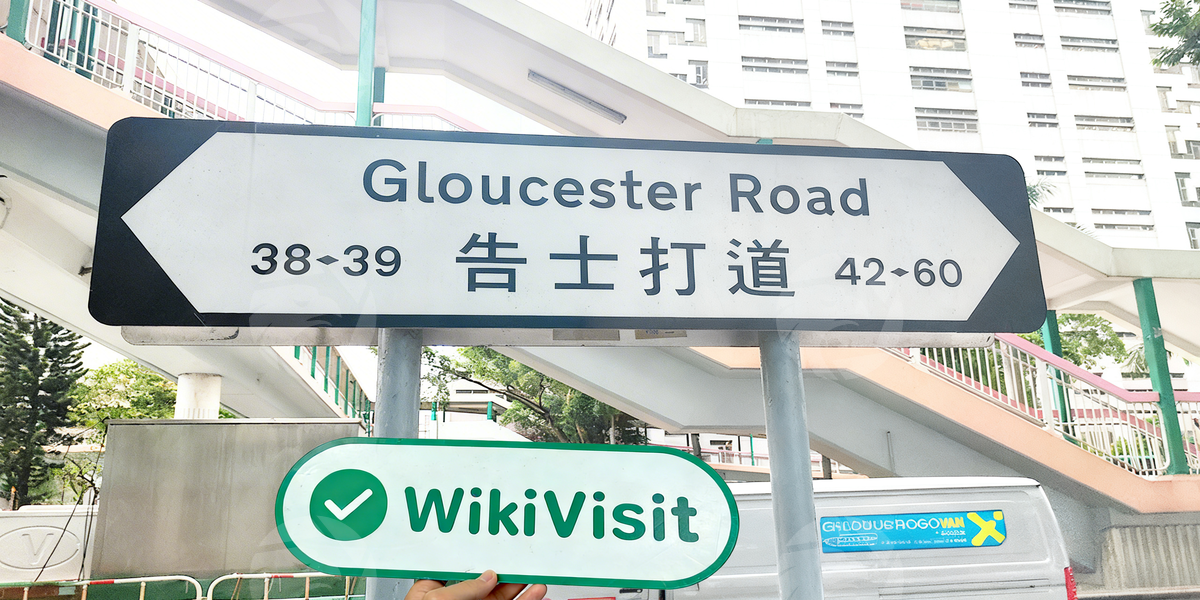 Gloucester Road
38-39 告士打道 42-60
WikiVisit